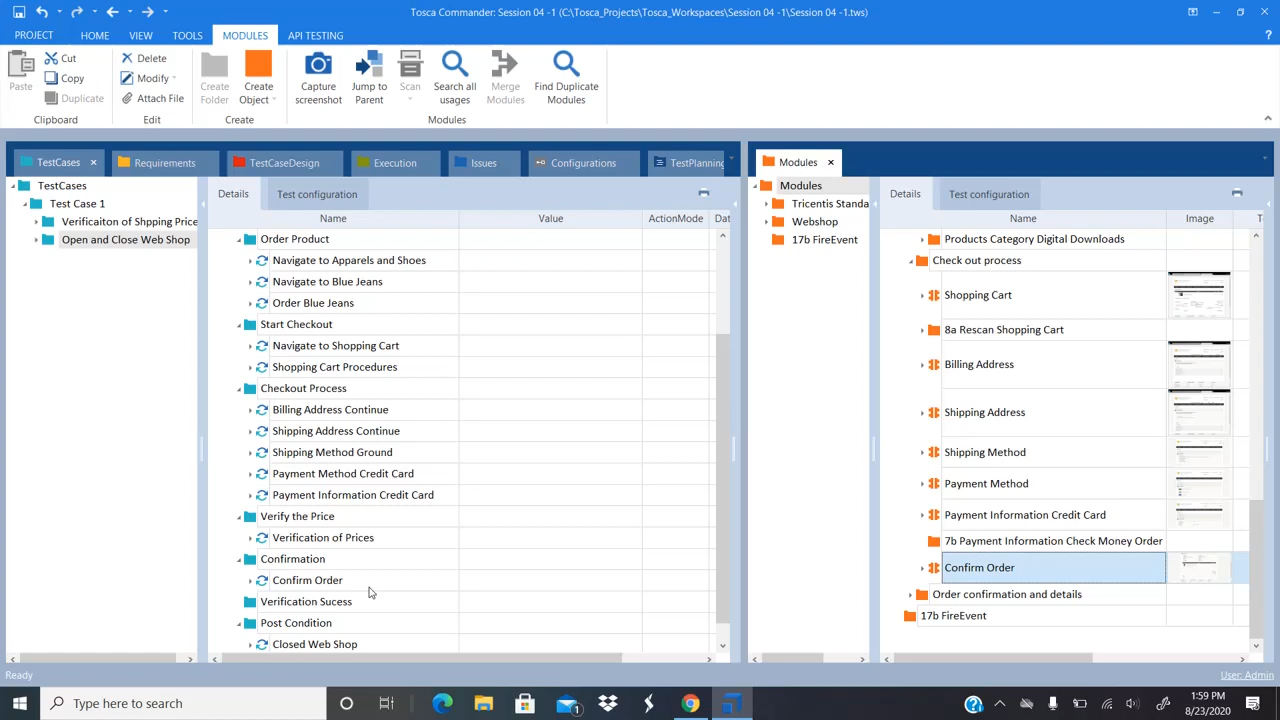 Tosca Commander: Session 04 -1 (C:\Tosca_Projects\Tosca_Workspaces\Session 04 -1\Session 04 -1.tws)
PROJECT HOME VIEW TOOLS MODULES API TESTING
Paste
Cut
Copy
Duplicate
Clipboard
Delete
Modify
Attach File
Edit
Create Folder
Create Object
Create
Capture screenshot
Jump to Parent
Scan
Search all usages
Merge Modules
Find Duplicate Modules
Modules
TestCases Requirements TestCaseDesign Execution Issues Configurations TestPlanning
Modules
TestCases
Test Case 1
Verificaiton of Shpping Price
Open and Close Web Shop
Details Test configuration
Name Value ActionMode Dat
Order Product
Navigate to Apparels and Shoes
Navigate to Blue Jeans
Order Blue Jeans
Start Checkout
Navigate to Shopping Cart
Shopping Cart Procedures
Checkout Process
Billing Address Continue
Shipping Address Continue
Shipping Method Ground
Payment Method Credit Card
Payment Information Credit Card
Verify the Price
Verification of Prices
Confirmation
Confirm Order
Verification Sucess
Post Condition
Closed Web Shop
Modules
Tricentis Standa
Webshop
17b FireEvent
Details Test configuration
Name Image T
Products Category Digital Downloads
Check out process
Shopping Cart
8a Rescan Shopping Cart
Billing Address
Shipping Address
Shipping Method
Payment Method
Payment Information Credit Card
7b Payment Information Check Money Order
Confirm Order
Order confirmation and details
17b FireEvent
Ready
User: Admin
Type here to search
1
1:59 PM
8/23/2020